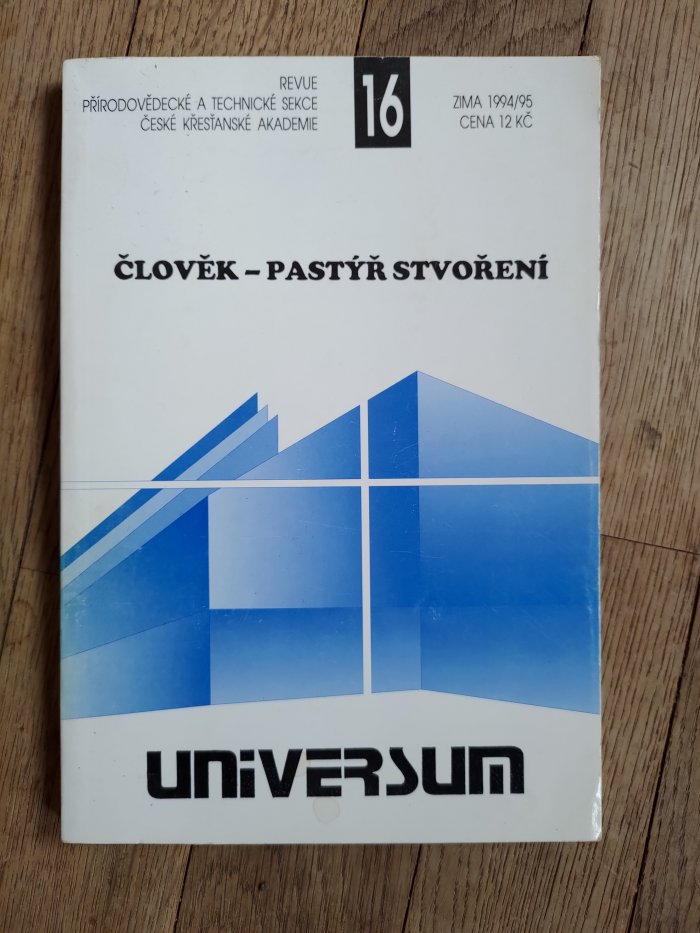 REVUE
PŘÍRODOVĚDECKÉ A TECHNICKÉ SEKCE
ČESKÉ KŘESŤANSKÉ AKADEMIE
16
ZIMA 1994/95
CENA 12 KČ
ČLOVĚK – PASTÝŘ STVOŘENÍ
UNIVERSUM